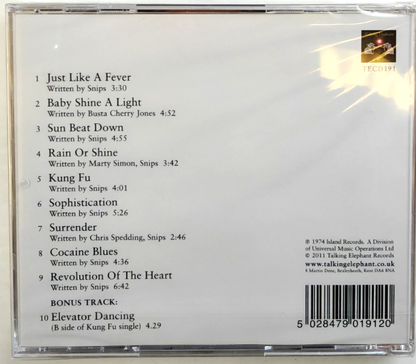 TECD191
1 Just Like A Fever
Written by Snips 3:30
2 Baby Shine A Light
Written by Busta Cherry Jones 4:52
3 Sun Beat Down
Written by Snips 4:55
4 Rain Or Shine
Written by Marty Simon, Snips 3:42
5 Kung Fu
Written by Snips 4:01
6 Sophistication
Written by Snips 5:26
7 Surrender
Written by Chris Spedding, Snips 2:46
8 Cocaine Blues
Written by Snips 4:36
9 Revolution Of The Heart
Written by Snips 6:42
BONUS TRACK:
10 Elevator Dancing
(B side of Kung Fu single) 4.29
℗ 1974 Island Records. A Division
of Universal Music Operations Ltd
© 2011 Talking Elephant Records
www.talkingelephant.co.uk
8 Martin Dene, Bexleyheath, Kent DA6 8NA
5 028479 019120